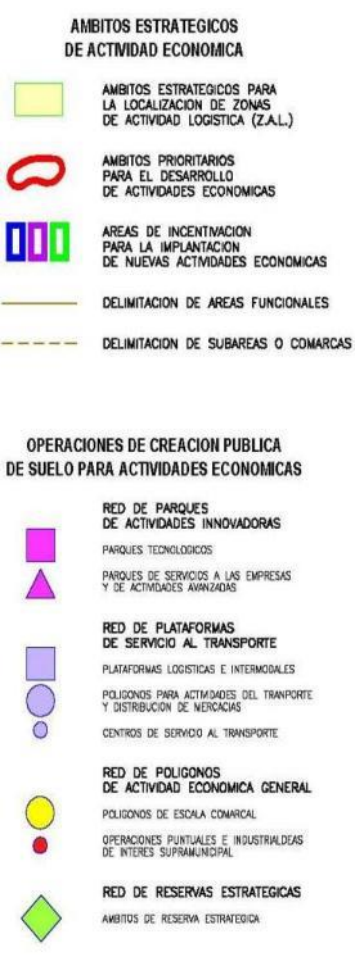 AMBITOS ESTRATEGICOS
DE ACTIVIDAD ECONOMICA
AMBITOS ESTRATEGICOS PARA
LA LOCALIZACION DE ZONAS
DE ACTIVIDAD LOGISTICA (Z.A.L.)
AMBITOS PRIORITARIOS
PARA EL DESARROLLO
DE ACTIVIDADES ECONOMICAS
AREAS DE INCENTIVACION
PARA LA IMPLANTACION
DE NUEVAS ACTIVIDADES ECONOMICAS
DELIMITACION DE AREAS FUNCIONALES
DELIMITACION DE SUBAREAS O COMARCAS
OPERACIONES DE CREACION PUBLICA
DE SUELO PARA ACTIVIDADES ECONOMICAS
RED DE PARQUES
DE ACTIVIDADES INNOVADORAS
PARQUES TECNOLOGICOS
PARQUES DE SERVICIOS A LAS EMPRESAS
Y DE ACTIVIDADES AVANZADAS
RED DE PLATAFORMAS
DE SERVICIO AL TRANSPORTE
PLATAFORMAS LOGISTICAS E INTERMODALES
POLIGONOS PARA ACTIVIDADES DEL TRANPORTE
Y DISTRIBUCION DE MERCACIAS
CENTROS DE SERVICIO AL TRANSPORTE
RED DE POLIGONOS
DE ACTIVIDAD ECONOMICA GENERAL
POLIGONOS DE ESCALA COMARCAL
OPERACIONES PUNTUALES E INDUSTRIALDEAS
DE INTERES SUPRAMUNICIPAL
RED DE RESERVAS ESTRATEGICAS
AMBITOS DE RESERVA ESTRATEGICA